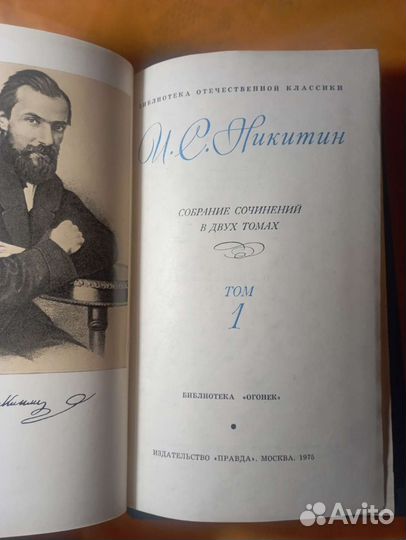 БИБЛИОТЕКА ОТЕЧЕСТВЕННОЙ КЛАССИКИ
И. С. Никитин
СОБРАНИЕ СОЧИНЕНИЙ
В ДВУХ ТОМАХ
ТОМ
1
БИБЛИОТЕКА «ОГОНЕК»
ИЗДАТЕЛЬСТВО «ПРАВДА». МОСКВА. 1975
Avito